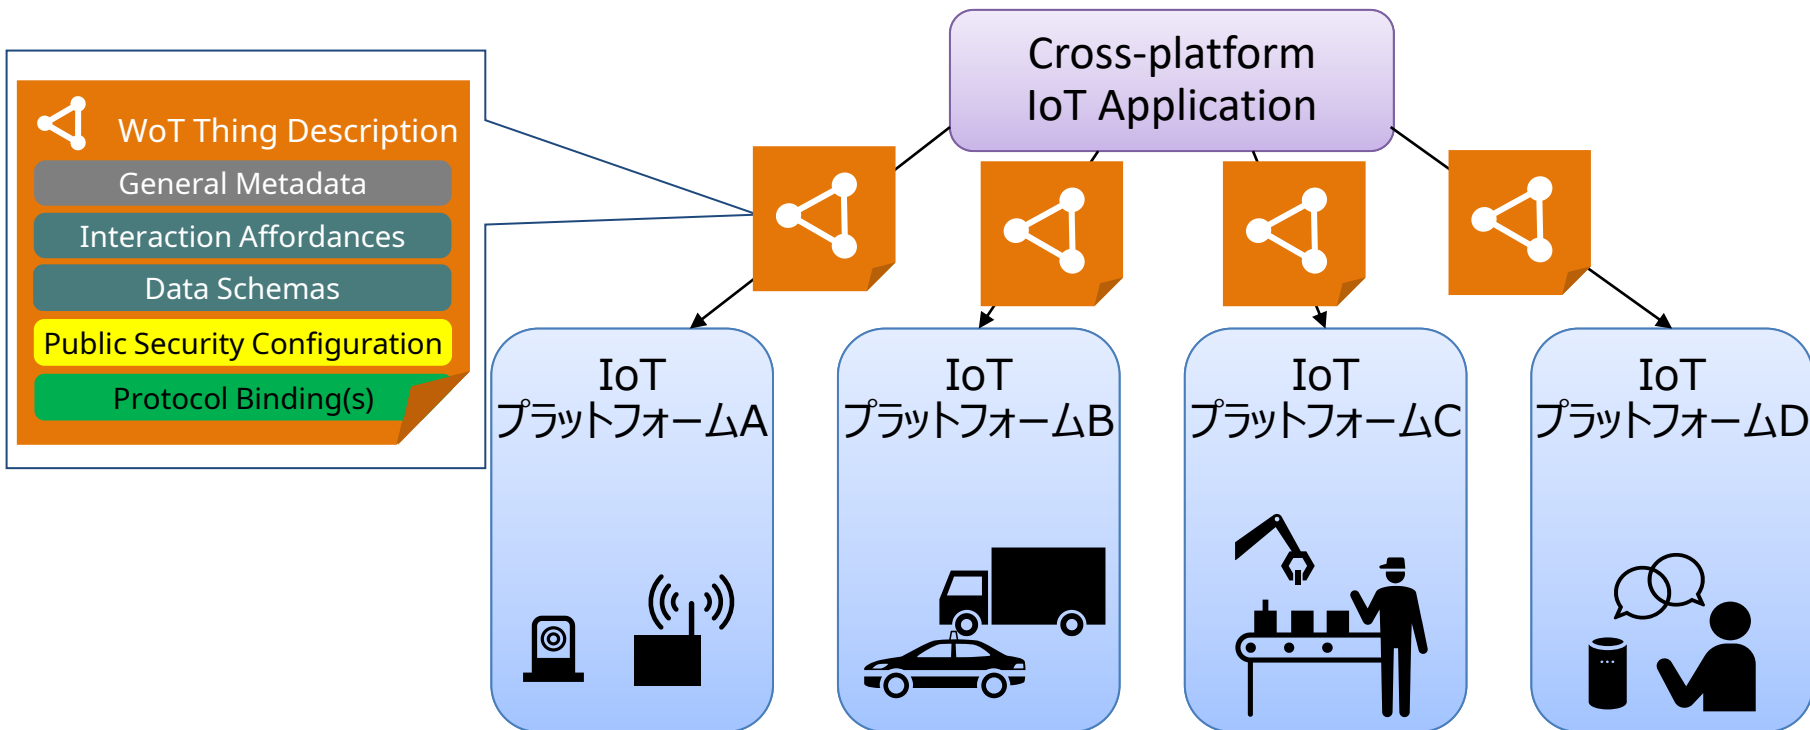 Cross-platform
IoT Application
WoT Thing Description
General Metadata
Interaction Affordances
Data Schemas
Public Security Configuration
Protocol Binding(s)
IoT
プラットフォームA
IoT
プラットフォームB
IoT
プラットフォームC
IoT
プラットフォームD